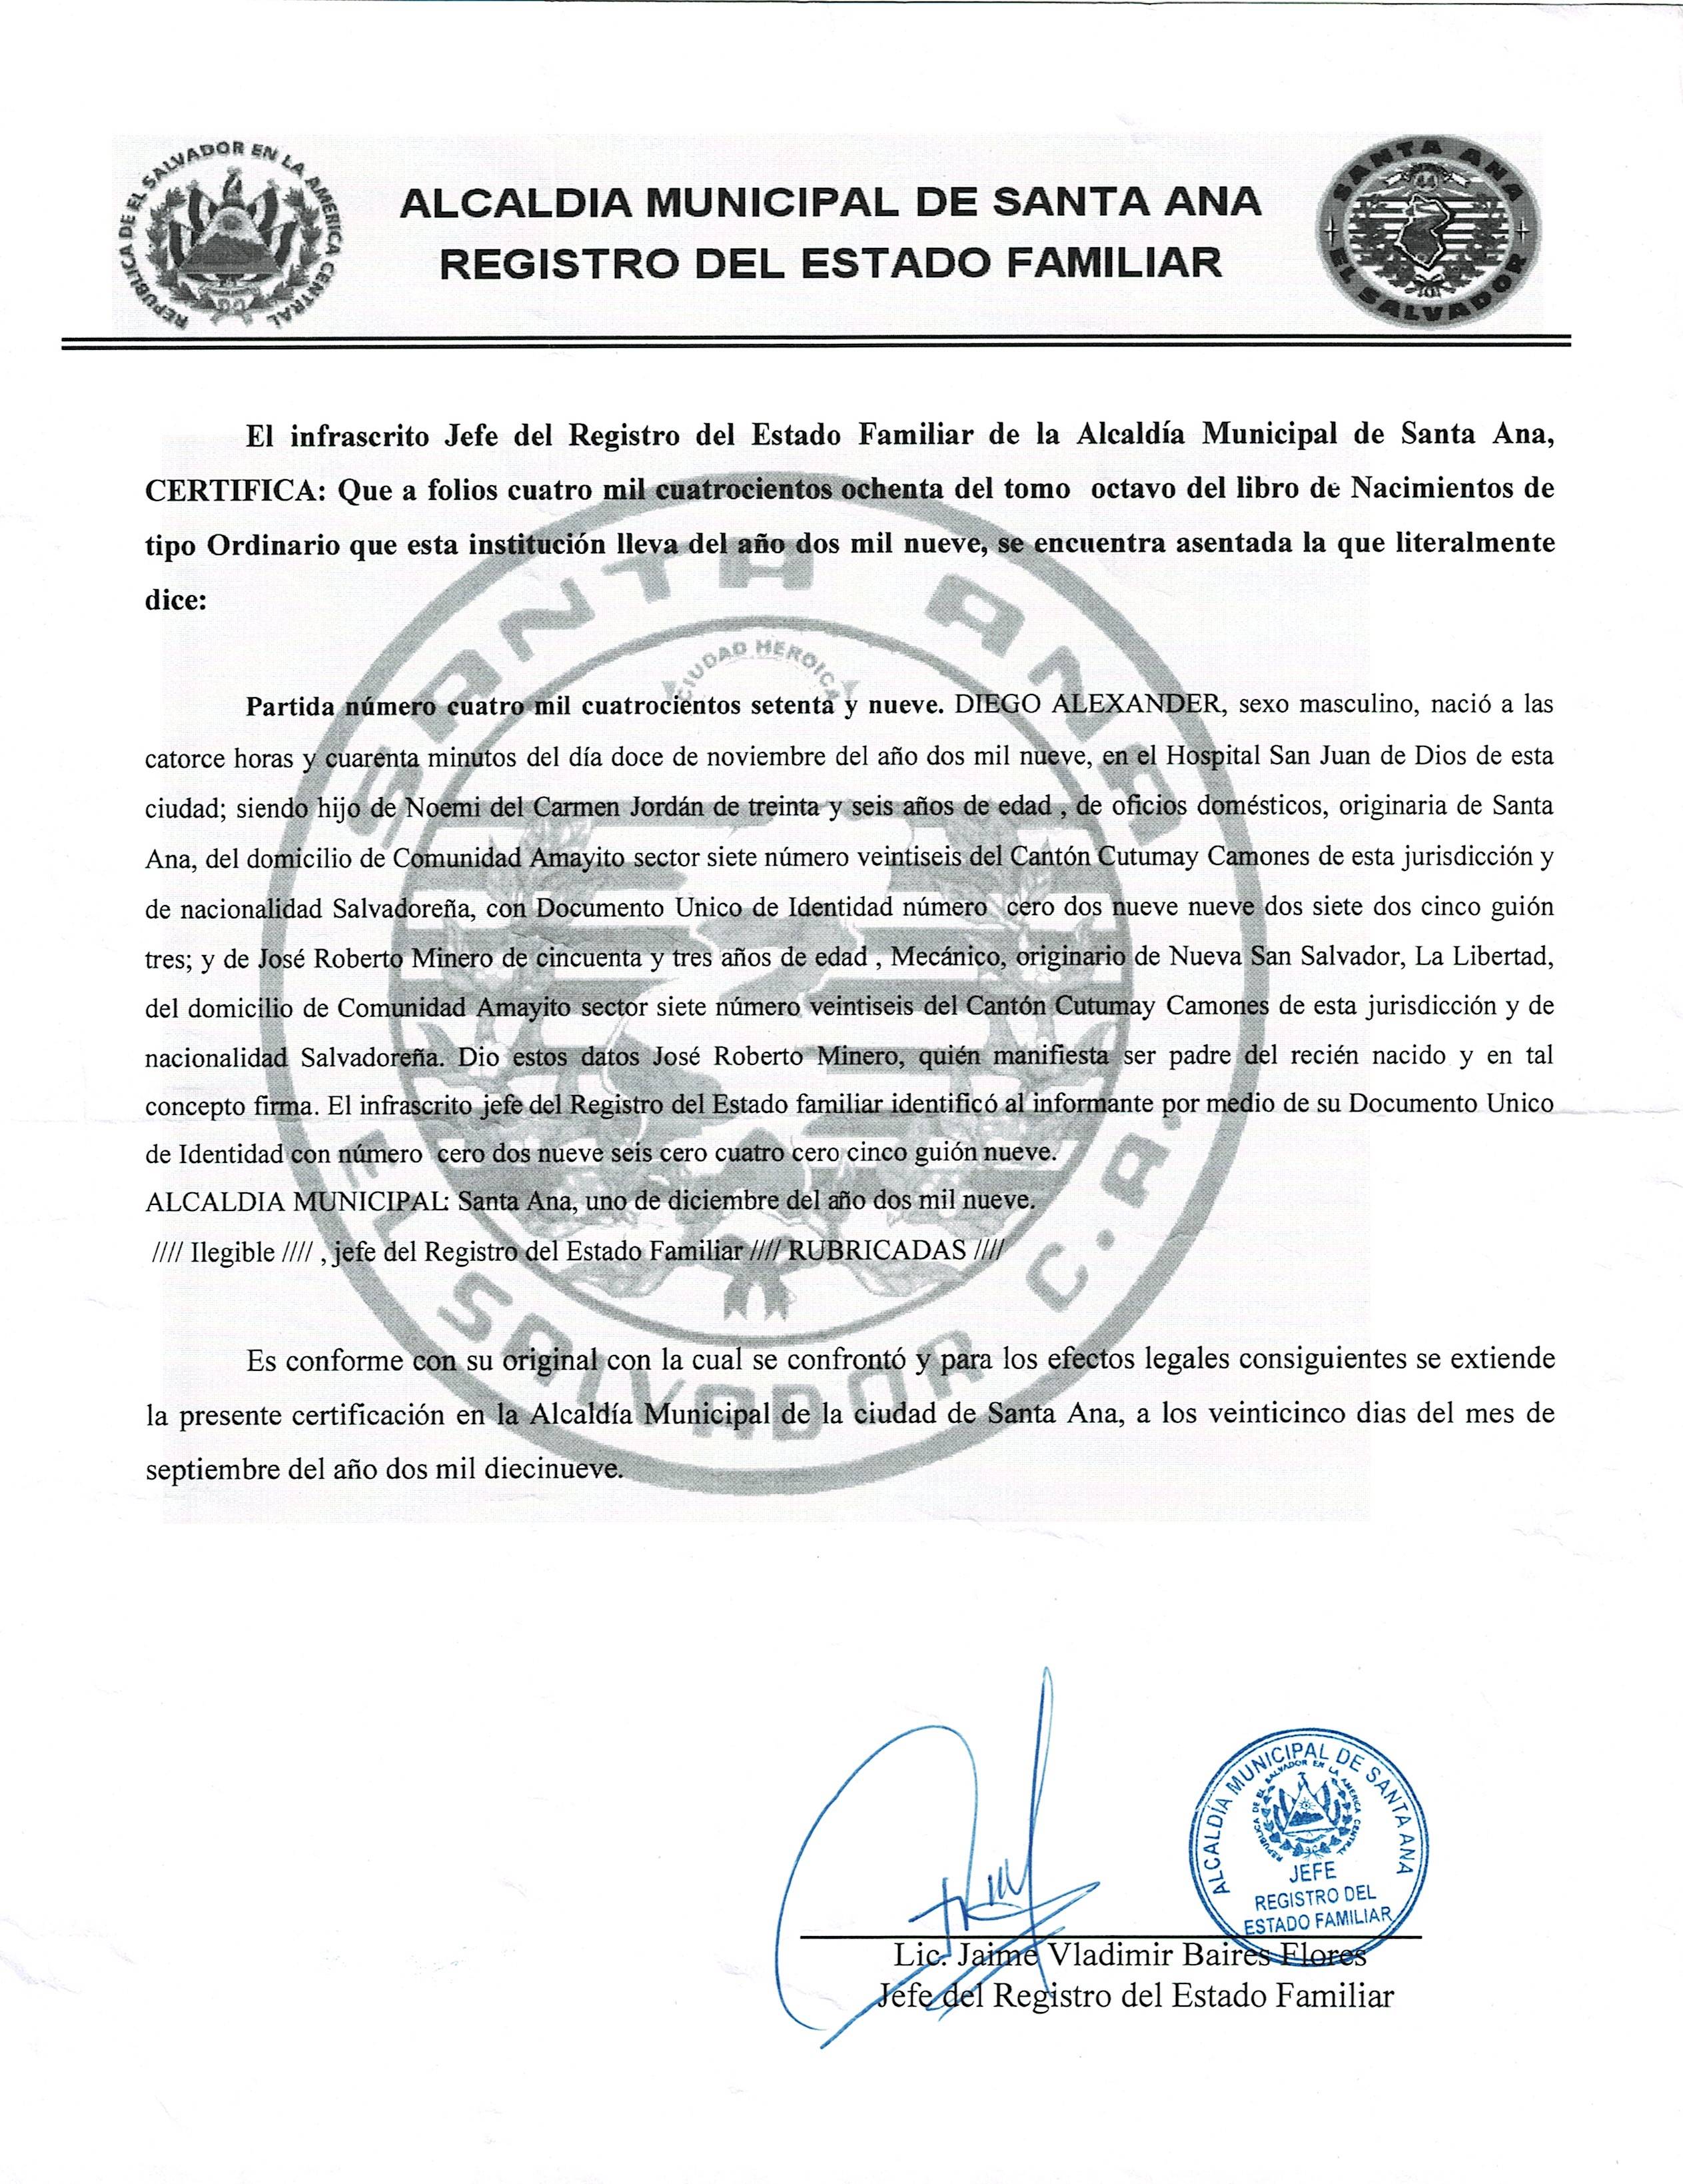 REPUBLICA DE EL SALVADOR EN LA AMERICA CENTRAL
ALCALDIA MUNICIPAL DE SANTA ANA
REGISTRO DEL ESTADO FAMILIAR
SANTA ANA
44
EL SALVADOR
El infrascrito Jefe del Registro del Estado Familiar de la Alcaldía Municipal de Santa Ana,
CERTIFICA: Que a folios cuatro mil cuatrocientos ochenta del tomo octavo del libro de Nacimientos de
tipo Ordinario que esta institución lleva del año dos mil nueve, se encuentra asentada la que literalmente
dice:
SANTA ANA
CIUDAD HEROICA
EL SALVADOR C.A.
Partida número cuatro mil cuatrocientos setenta y nueve. DIEGO ALEXANDER, sexo masculino, nació a las
catorce horas y cuarenta minutos del día doce de noviembre del año dos mil nueve, en el Hospital San Juan de Dios de esta
ciudad; siendo hijo de Noemi del Carmen Jordán de treinta y seis años de edad , de oficios domésticos, originaria de Santa
Ana, del domicilio de Comunidad Amayito sector siete número veintiseis del Cantón Cutumay Camones de esta jurisdicción y
de nacionalidad Salvadoreña, con Documento Unico de Identidad número cero dos nueve nueve dos siete dos cinco guión
tres; y de José Roberto Minero de cincuenta y tres años de edad , Mecánico, originario de Nueva San Salvador, La Libertad,
del domicilio de Comunidad Amayito sector siete número veintiseis del Cantón Cutumay Camones de esta jurisdicción y de
nacionalidad Salvadoreña. Dio estos datos José Roberto Minero, quién manifiesta ser padre del recién nacido y en tal
concepto firma. El infrascrito jefe del Registro del Estado familiar identificó al informante por medio de su Documento Unico
de Identidad con número cero dos nueve seis cero cuatro cero cinco guión nueve.
ALCALDIA MUNICIPAL: Santa Ana, uno de diciembre del año dos mil nueve.
//// Ilegible //// , jefe del Registro del Estado Familiar //// RUBRICADAS ////
Es conforme con su original con la cual se confrontó y para los efectos legales consiguientes se extiende
la presente certificación en la Alcaldía Municipal de la ciudad de Santa Ana, a los veinticinco dias del mes de
septiembre del año dos mil diecinueve.
ALCALDÍA MUNICIPAL DE SANTA ANA
REPUBLICA DE EL SALVADOR EN LA AMERICA CENTRAL
JEFE
REGISTRO DEL
ESTADO FAMILIAR
Lic. Jaime Vladimir Baires Flores
Jefe del Registro del Estado Familiar